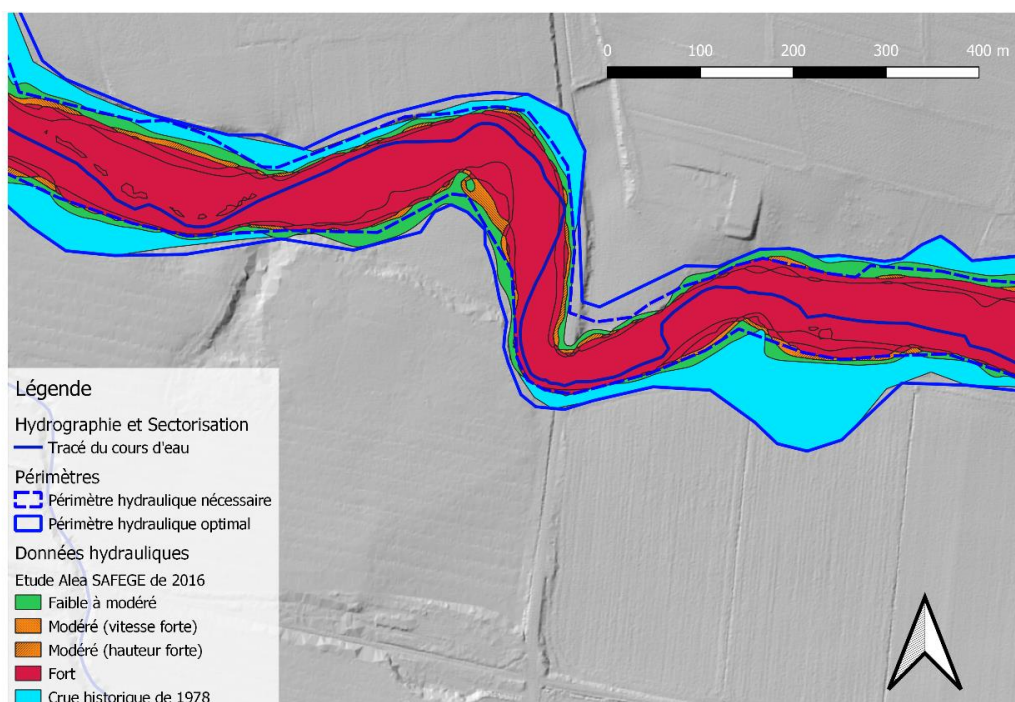 0 100 200 300 400 m
Légende
Hydrographie et Sectorisation
Tracé du cours d'eau
Périmètres
Périmètre hydraulique nécessaire
Périmètre hydraulique optimal
Données hydrauliques
Etude Alea SAFEGE de 2016
Faible à modéré
Modéré (vitesse forte)
Modéré (hauteur forte)
Fort
Crue historique de 1978